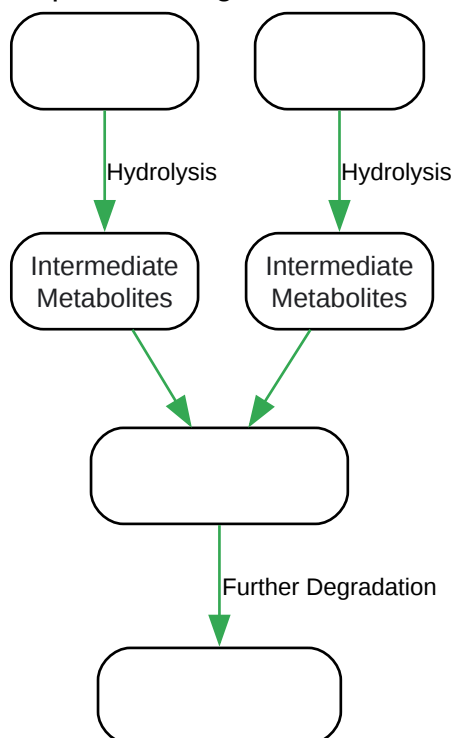 Hydrolysis
Hydrolysis
Intermediate
Metabolites
Intermediate
Metabolites
Further Degradation